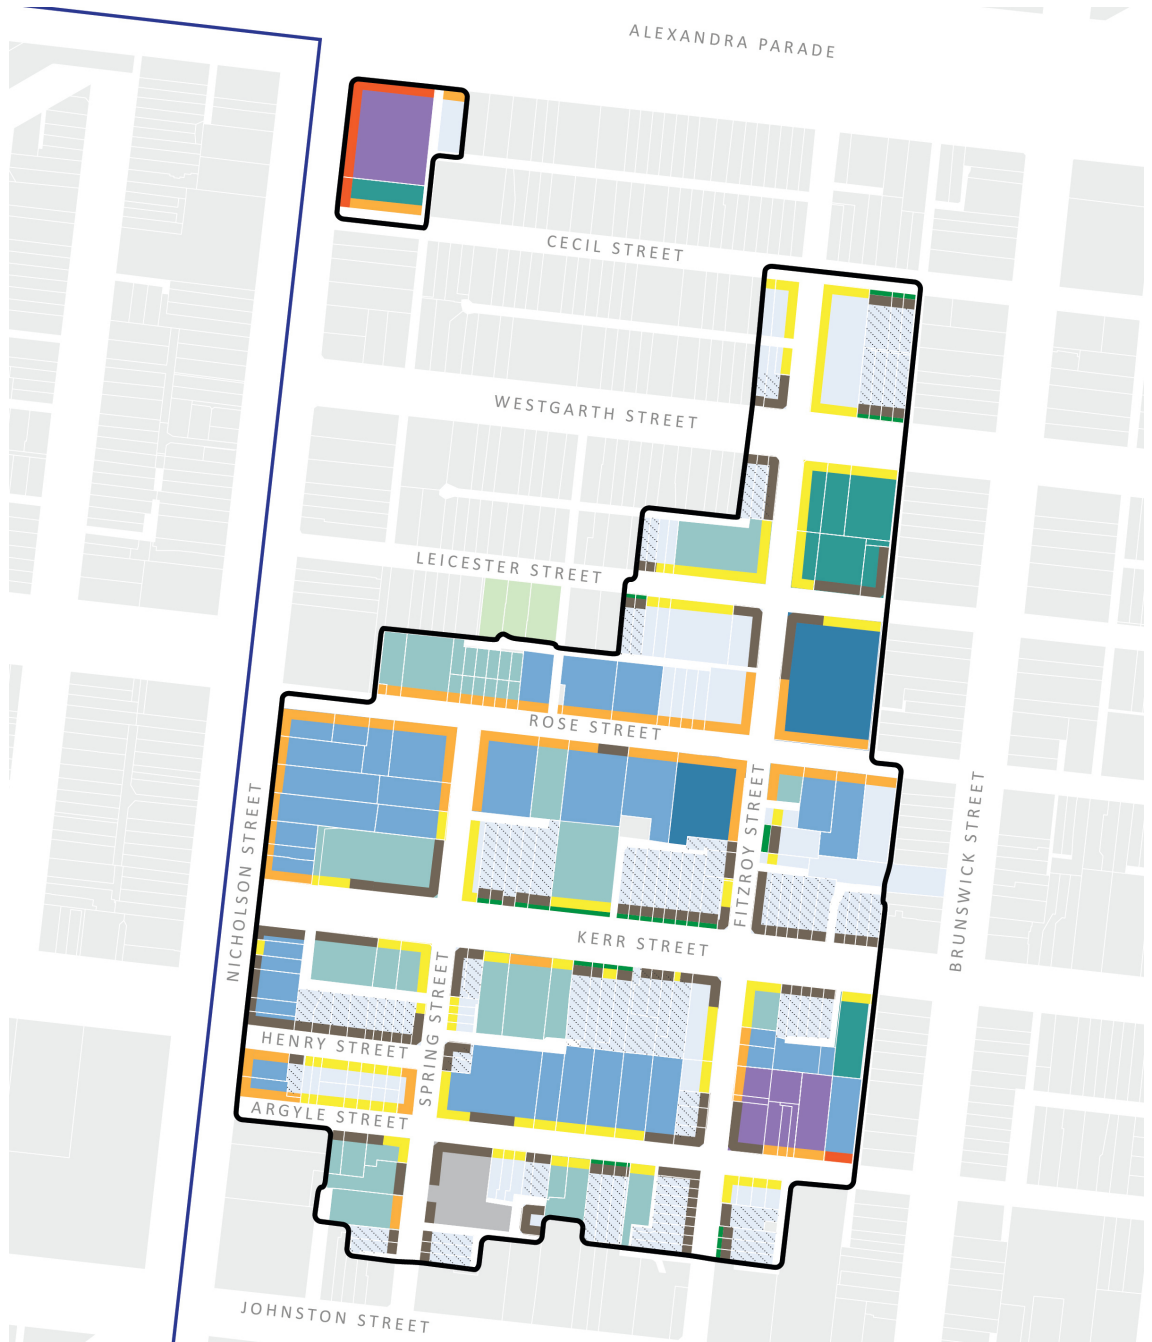 ALEXANDRA PARADE
CECIL STREET
WESTGARTH STREET
LEICESTER STREET
ROSE STREET
NICHOLSON STREET
FITZROY STREET
BRUNSWICK STREET
KERR STREET
SPRING STREET
HENRY STREET
ARGYLE STREET
JOHNSTON STREET